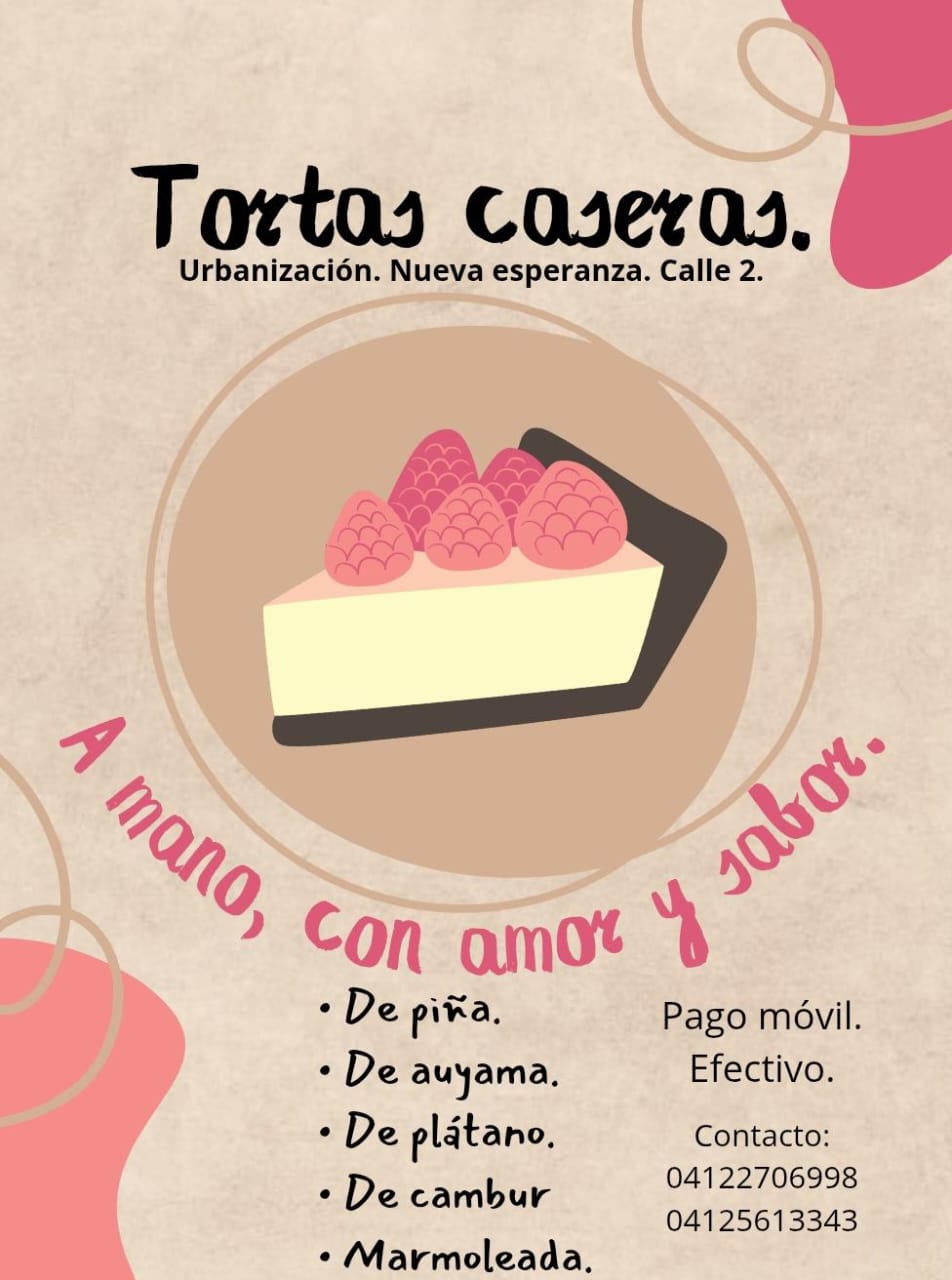 Tortas caseras.
Urbanización. Nueva esperanza. Calle 2.
A mano, con amor y sabor.
• De piña.
• De auyama.
• De plátano.
• De cambur
• Marmoleada.
Pago móvil.
Efectivo.
Contacto:
04122706998
04125613343